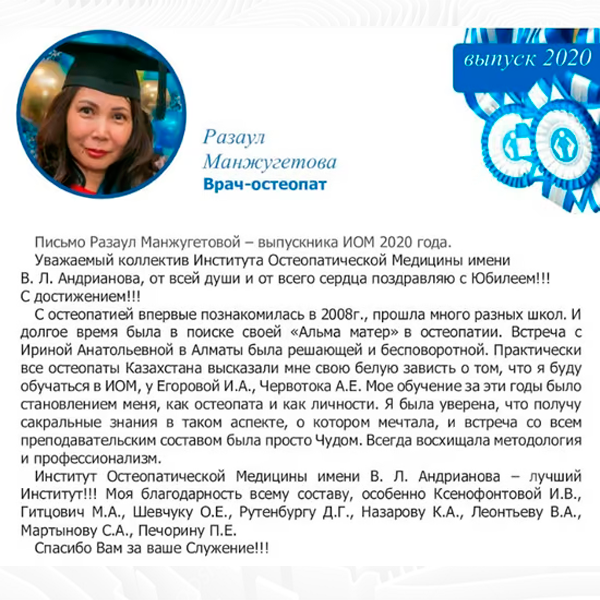 выпуск 2020
Разаул
Манжугетова
Врач-остеопат
Письмо Разаул Манжугетовой – выпускника ИОМ 2020 года.
Уважаемый коллектив Института Остеопатической Медицины имени
В. Л. Андрианова, от всей души и от всего сердца поздравляю с Юбилеем!!!
С достижением!!!
С остеопатией впервые познакомилась в 2008г., прошла много разных школ. И
долгое время была в поиске своей «Альма матер» в остеопатии. Встреча с
Ириной Анатольевной в Алматы была решающей и бесповоротной. Практически
все остеопаты Казахстана высказали мне свою белую зависть о том, что я буду
обучаться в ИОМ, у Егоровой И.А., Червотока А.Е. Мое обучение за эти годы было
становлением меня, как остеопата и как личности. Я была уверена, что получу
сакральные знания в таком аспекте, о котором мечтала, и встреча со всем
преподавательским составом была просто Чудом. Всегда восхищала методология
и профессионализм.
Институт Остеопатической Медицины имени В. Л. Андрианова – лучший
Институт!!! Моя благодарность всему составу, особенно Ксенофонтовой И.В.,
Гитцович М.А., Шевчуку О.Е., Рутенбургу Д.Г., Назарову К.А., Леонтьеву В.А.,
Мартынову С.А., Печорину П.Е.
Спасибо Вам за ваше Служение!!!